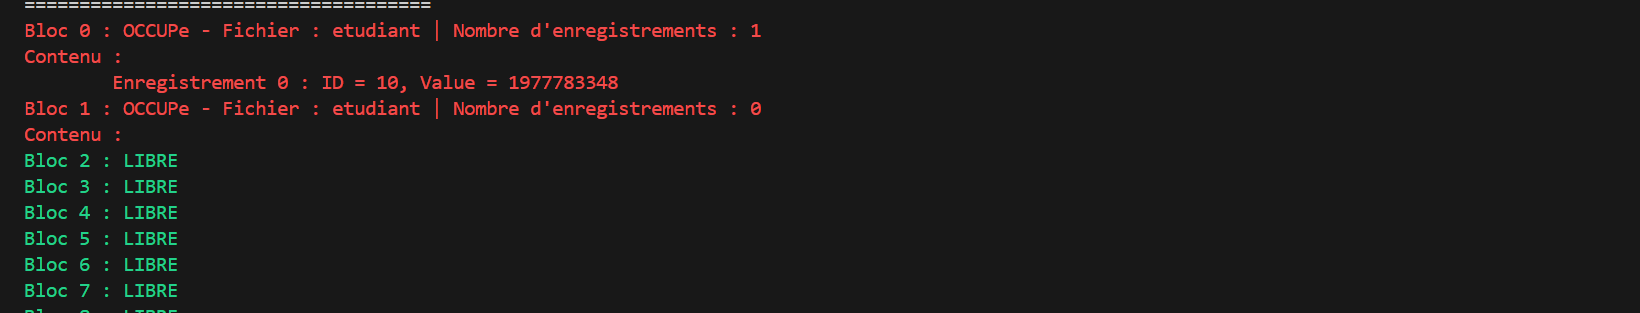 =====================================
Bloc 0 : OCCUPe - Fichier : etudiant | Nombre d'enregistrements : 1
Contenu :
Enregistrement 0 : ID = 10, Value = 1977783348
Bloc 1 : OCCUPe - Fichier : etudiant | Nombre d'enregistrements : 0
Contenu :
Bloc 2 : LIBRE
Bloc 3 : LIBRE
Bloc 4 : LIBRE
Bloc 5 : LIBRE
Bloc 6 : LIBRE
Bloc 7 : LIBRE